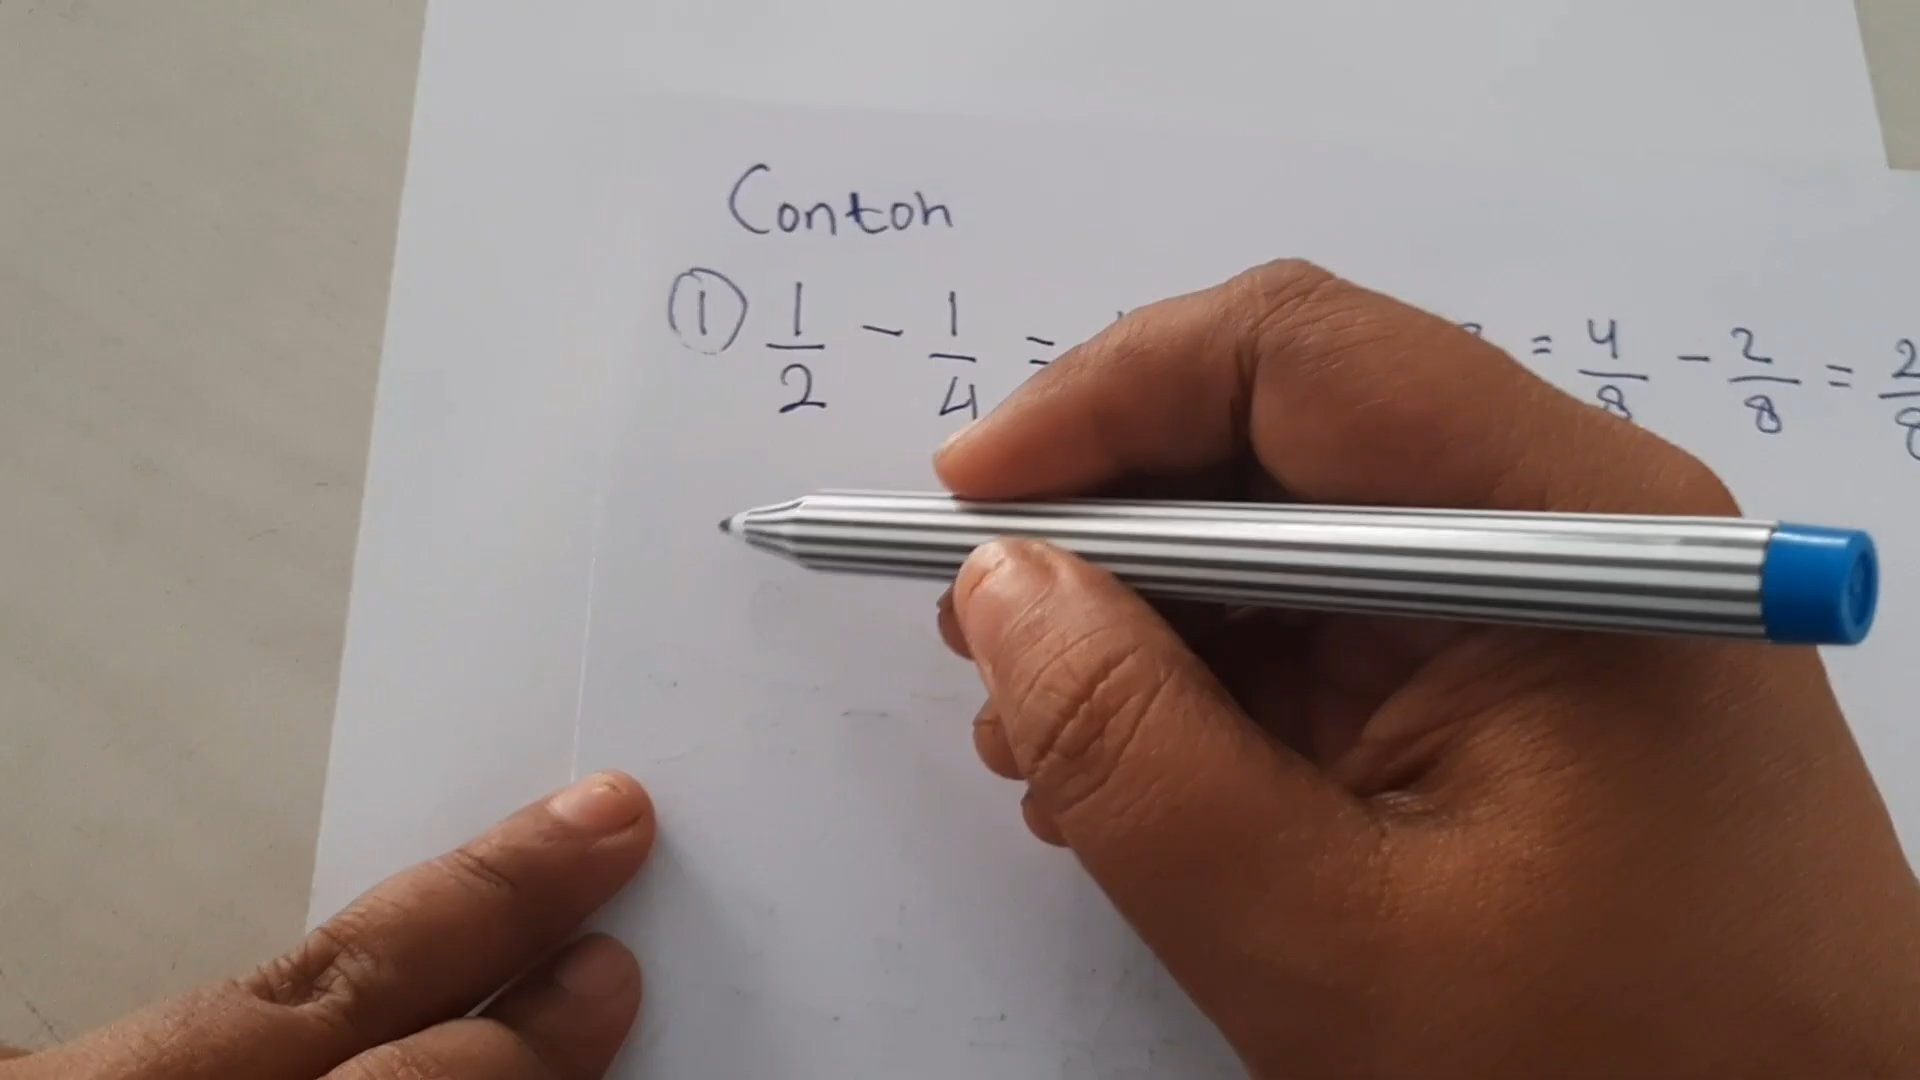 Contoh
① 1/2 - 1/4 = = 4/8 - 2/8 = 2/8